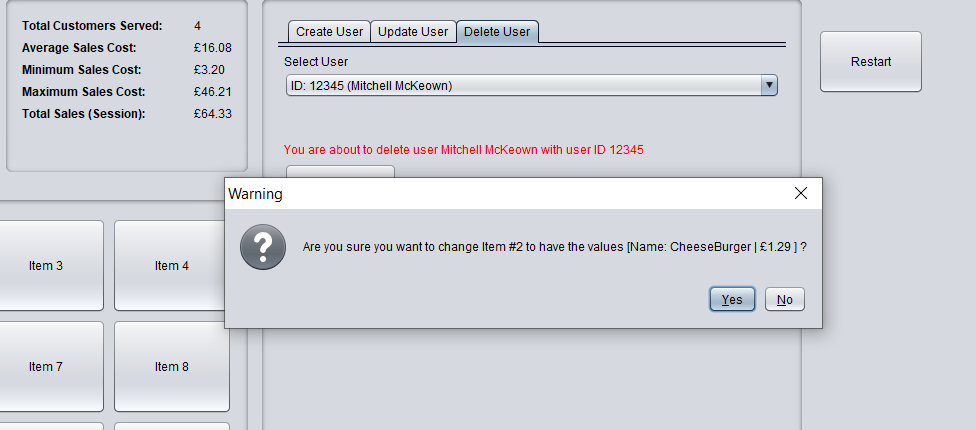 Total Customers Served: 4
Average Sales Cost: £16.08
Minimum Sales Cost: £3.20
Maximum Sales Cost: £46.21
Total Sales (Session): £64.33
Create User Update User Delete User
Select User
ID: 12345 (Mitchell McKeown)
You are about to delete user Mitchell McKeown with user ID 12345
Restart
Warning
Are you sure you want to change Item #2 to have the values [Name: CheeseBurger | £1.29 ] ?
Yes No
Item 3 Item 4
Item 7 Item 8